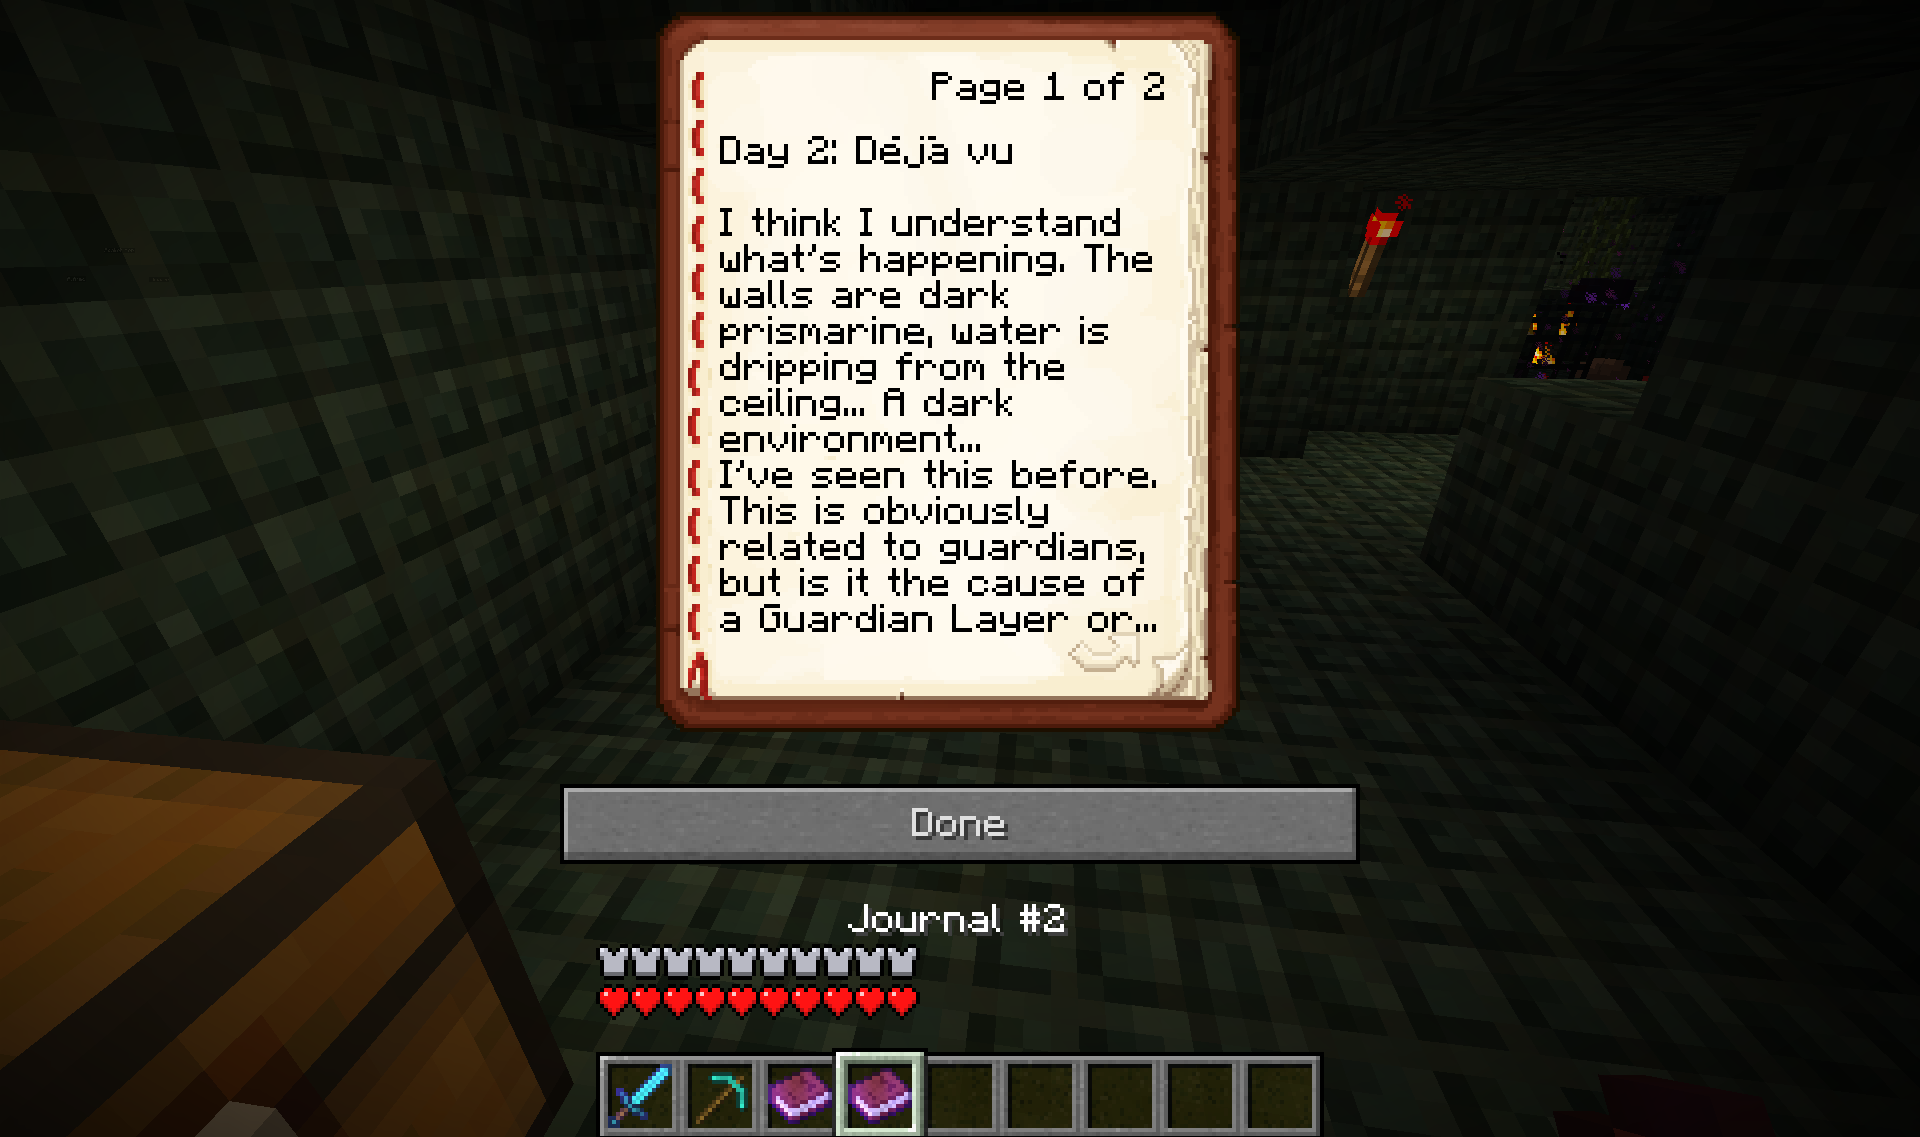 Page 1 of 2
Day 2: Déjà vu
I think I understand
what's happening. The
walls are dark
prismarine, water is
dripping from the
ceiling... A dark
environment...
I've seen this before.
This is obviously
related to guardians,
but is it the cause of
a Guardian Layer or...
Done
Journal #2